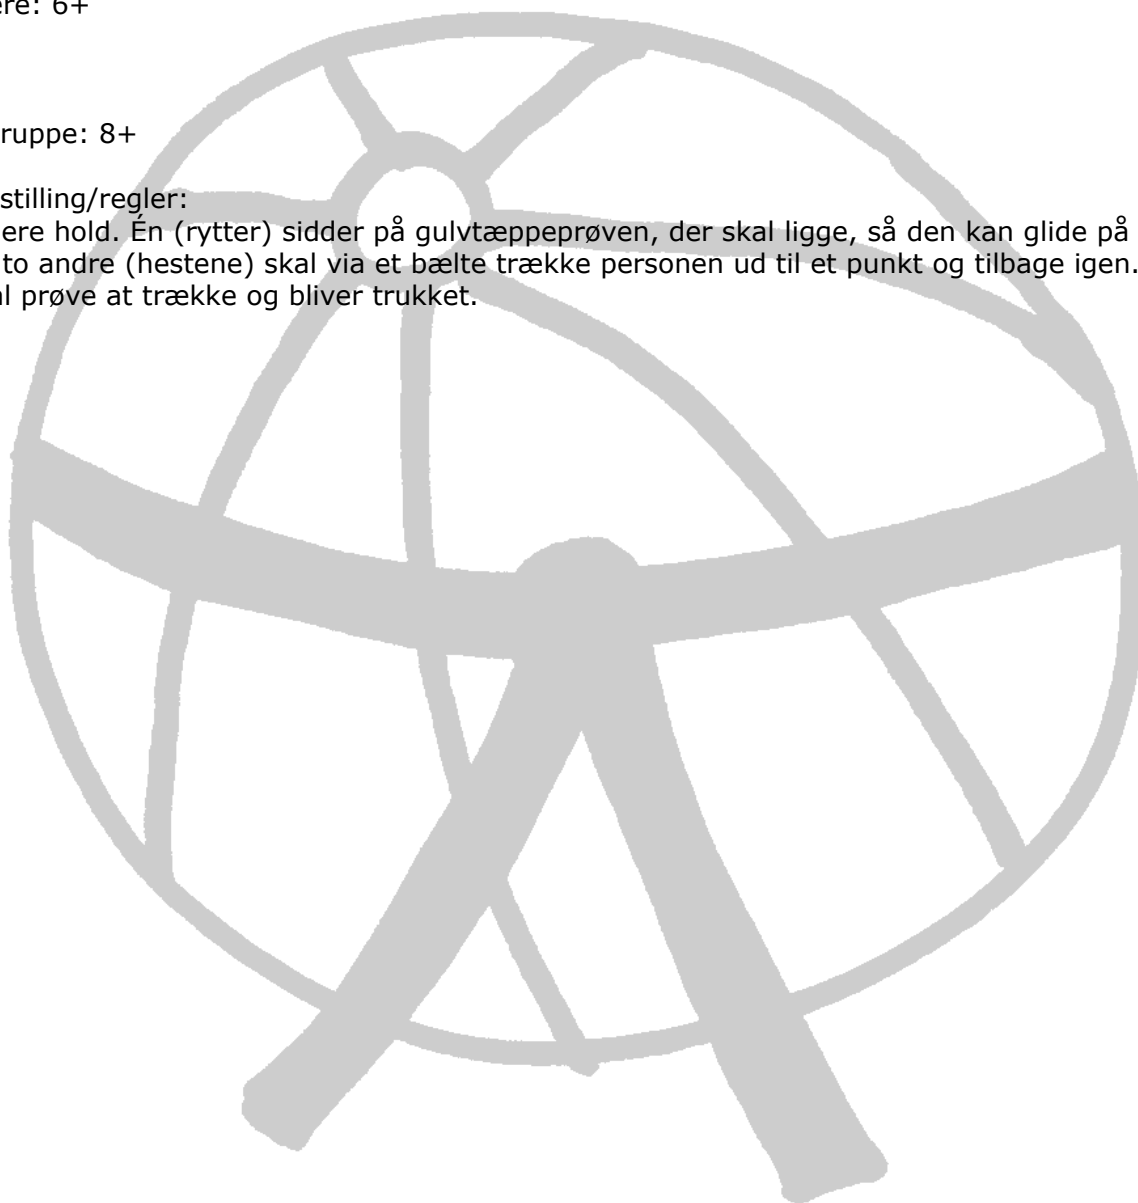 ere: 6+
ruppe: 8+
stilling/regler:
ere hold. Én (rytter) sidder på gulvtæppeprøven, der skal ligge, så den kan glide på
to andre (hestene) skal via et bælte trække personen ud til et punkt og tilbage igen.
al prøve at trække og bliver trukket.